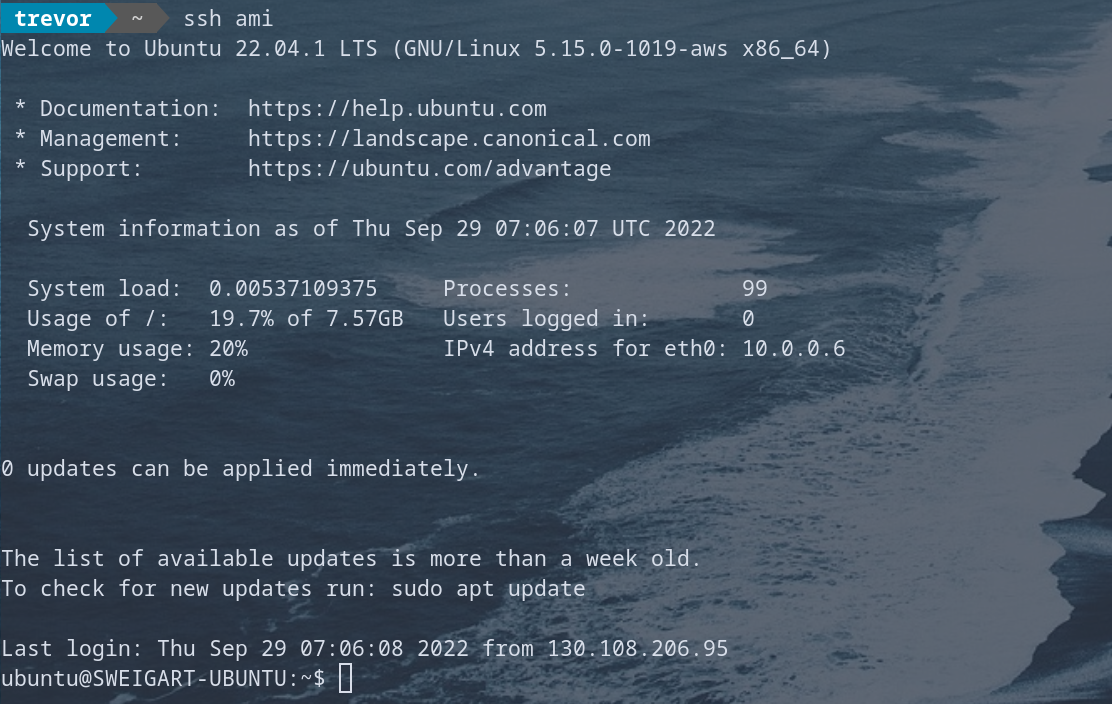 trevor ~ ssh ami
Welcome to Ubuntu 22.04.1 LTS (GNU/Linux 5.15.0-1019-aws x86_64)
* Documentation: https://help.ubuntu.com
* Management: https://landscape.canonical.com
* Support: https://ubuntu.com/advantage
System information as of Thu Sep 29 07:06:07 UTC 2022
System load: 0.00537109375 Processes: 99
Usage of /: 19.7% of 7.57GB Users logged in: 0
Memory usage: 20% IPv4 address for eth0: 10.0.0.6
Swap usage: 0%
0 updates can be applied immediately.
The list of available updates is more than a week old.
To check for new updates run: sudo apt update
Last login: Thu Sep 29 07:06:08 2022 from 130.108.206.95
ubuntu@SWEIGART-UBUNTU:~$